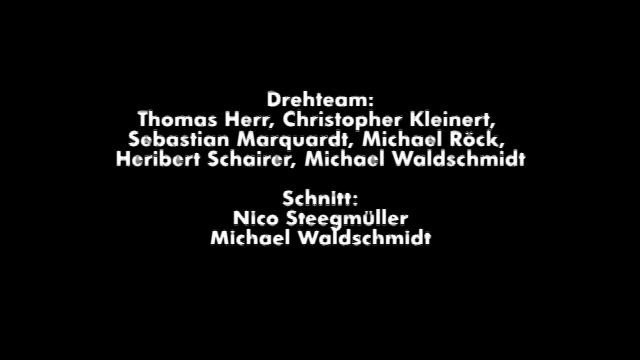 Drehteam:
Thomas Herr, Christopher Kleinert,
Sebastian Marquardt, Michael Röck,
Heribert Schairer, Michael Waldschmidt
Schnitt:
Nico Steegmüller
Michael Waldschmidt